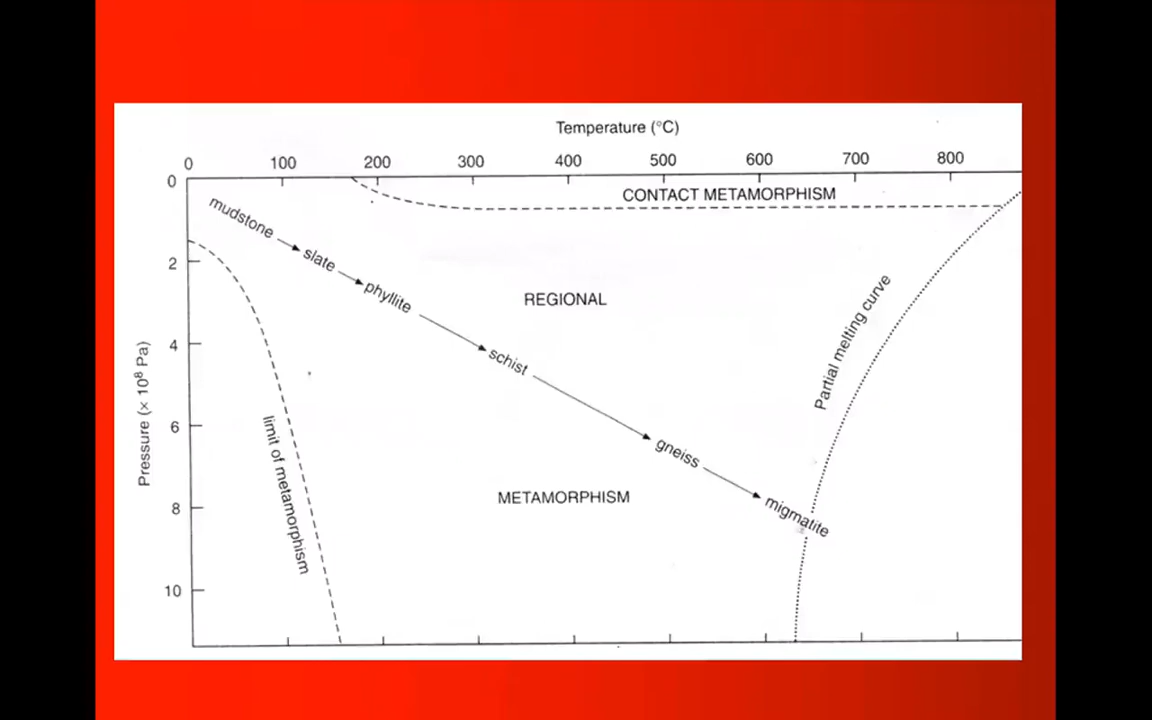 Temperature (°C)
0 100 200 300 400 500 600 700 800
0
CONTACT METAMORPHISM
mudstone
slate
phyllite
2
REGIONAL
Partial melting curve
4
schist
Pressure (× 10⁸ Pa)
6
limit of metamorphism
gneiss
METAMORPHISM
8
migmatite
10